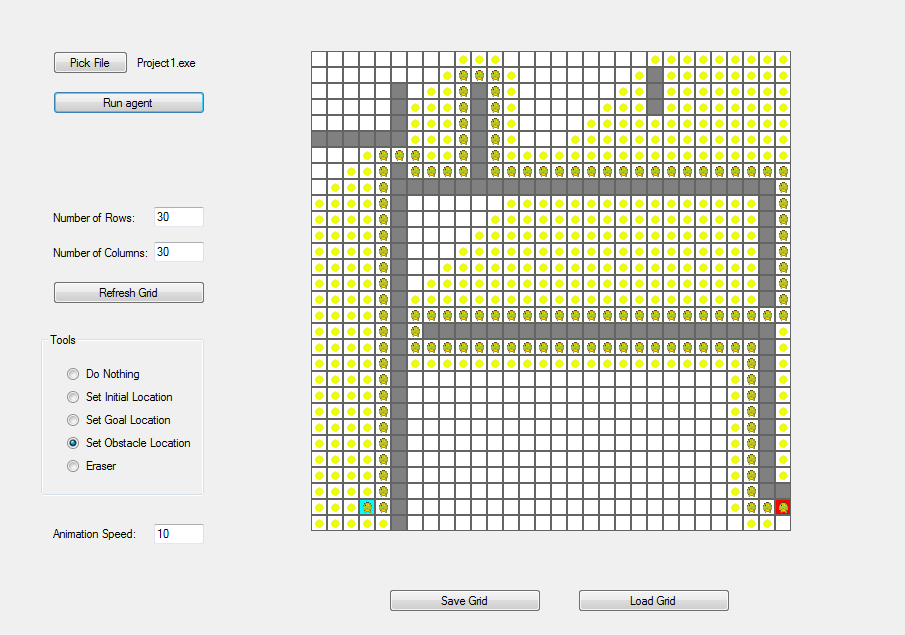 Pick File
Project1.exe
Run agent
Number of Rows: 30
Number of Columns: 30
Refresh Grid
Tools
Do Nothing
Set Initial Location
Set Goal Location
Set Obstacle Location
Eraser
Animation Speed: 10
Save Grid
Load Grid